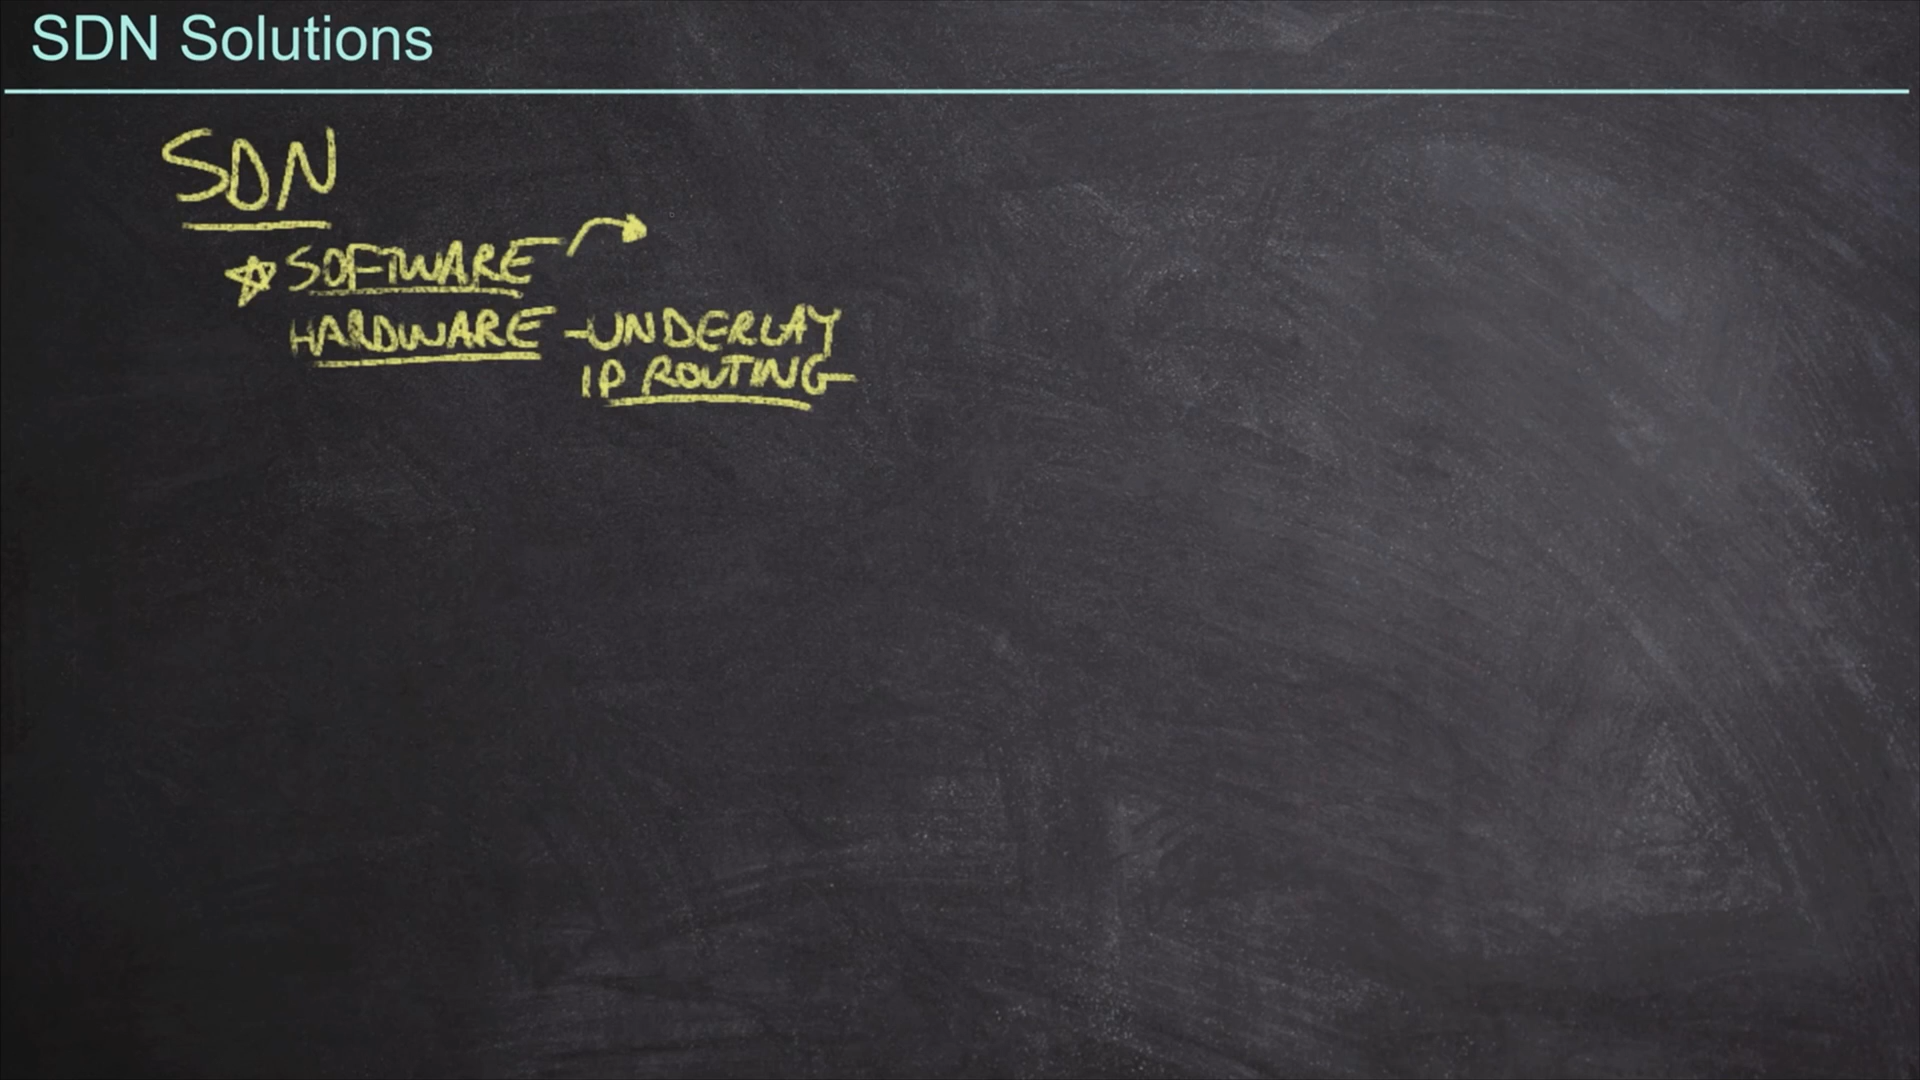 SDN Solutions
SDN
SOFTWARE
HARDWARE - UNDERLAY
IP ROUTING